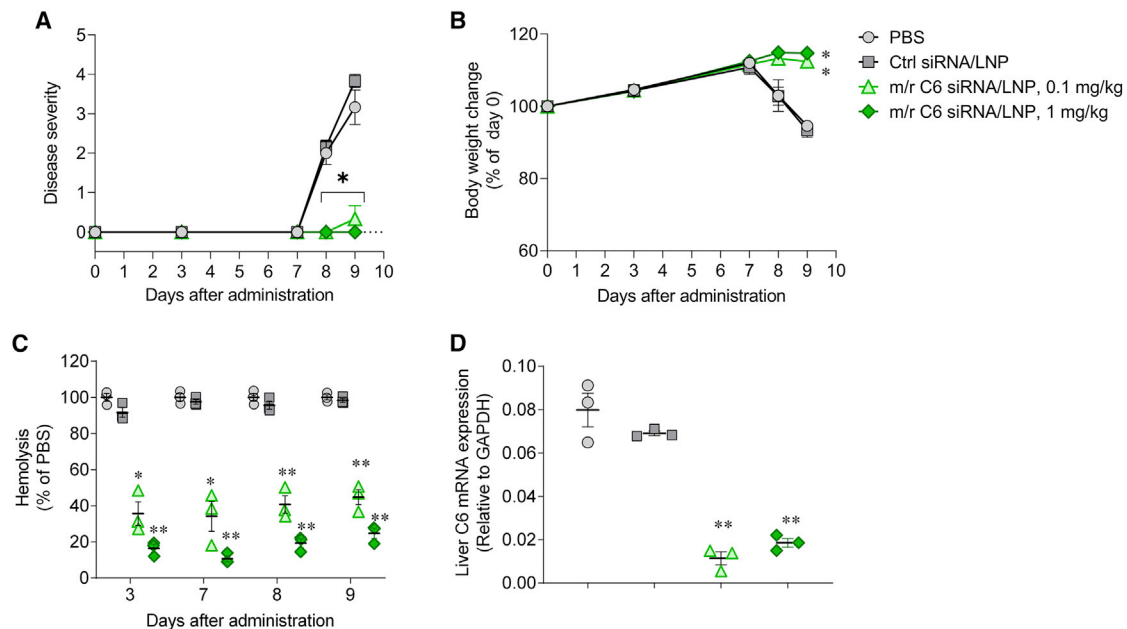 A
5
4
3
2
1
0
Disease severity
*
0 1 2 3 4 5 6 7 8 9 10
Days after administration
B
120
100
80
60
Body weight change
(% of day 0)
*
*
0 1 2 3 4 5 6 7 8 9 10
Days after administration
PBS
Ctrl siRNA/LNP
m/r C6 siRNA/LNP, 0.1 mg/kg
m/r C6 siRNA/LNP, 1 mg/kg
C
120
100
80
60
40
20
0
Hemolysis
(% of PBS)
* ** * ** ** ** ** **
3 7 8 9
Days after administration
D
0.10
0.08
0.06
0.04
0.02
0.00
Liver C6 mRNA expression
(Relative to GAPDH)
** **